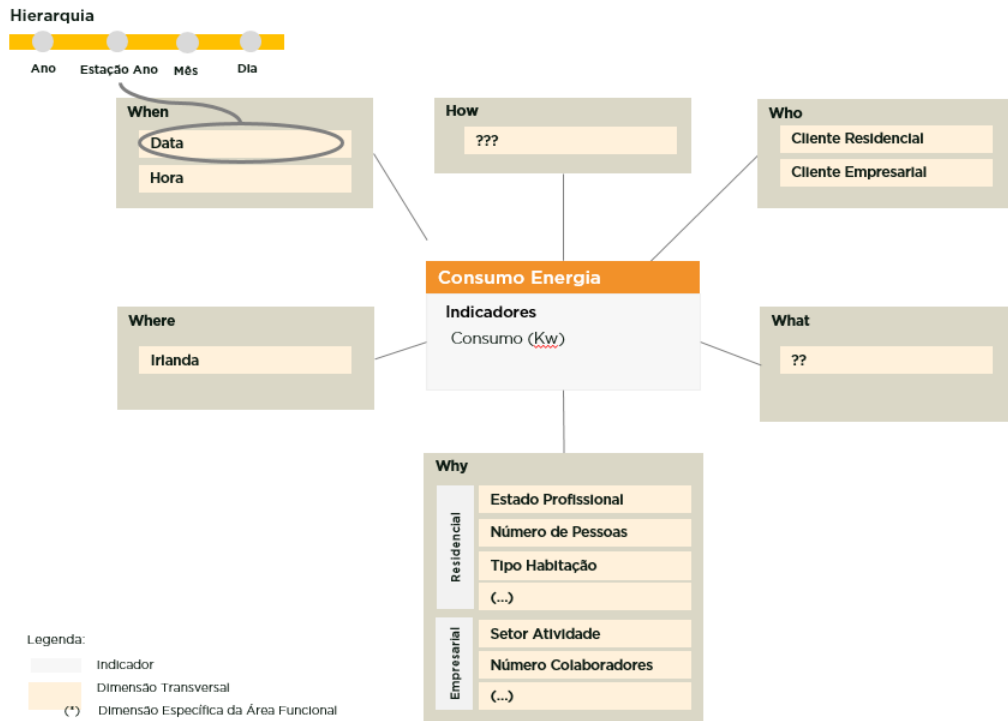 Hierarquia
Ano
Estação Ano
Mês
Dia
When
Data
Hora
How
???
Who
Cliente Residencial
Cliente Empresarial
Where
Irlanda
Consumo Energia
Indicadores
Consumo (Kw)
What
??
Why
Residencial
Estado Profissional
Número de Pessoas
Tipo Habitação
(...)
Empresarial
Setor Atividade
Número Colaboradores
(...)
Legenda:
Indicador
Dimensão Transversal
(*) Dimensão Específica da Área Funcional